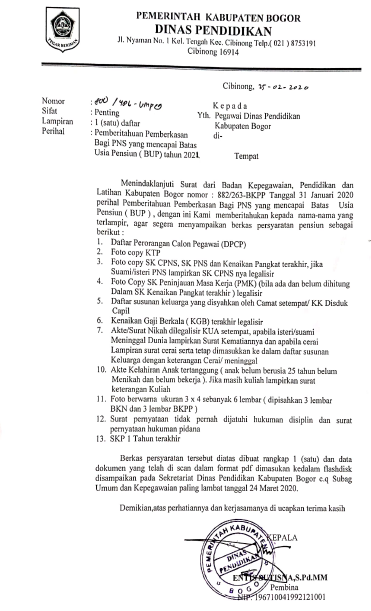 PEMERINTAH KABUPATEN BOGOR
DINAS PENDIDIKAN
Jl. Nyaman No. 1 Kel. Tengah Kec. Cibinong Telp.( 021 ) 8753191
Cibinong 16914
Cibinong, 25-02-2020
Nomor : 800/406-Umpeg
Sifat : Penting
Lampiran : 1 (satu) daftar
Perihal : Pemberitahuan Pemberkasan
Bagi PNS yang mencapai Batas
Usia Pensiun ( BUP) tahun 2021
Kepada
Yth. Pegawai Dinas Pendidikan
Kabupaten Bogor
di-
Tempat
Menindaklanjuti Surat dari Badan Kepegawaian, Pendidikan dan
Latihan Kabupaten Bogor nomor : 882/263-BKPP Tanggal 31 Januari 2020
perihal Pemberitahuan Pemberkasan Bagi PNS yang mencapai Batas Usia
Pensiun ( BUP ) , dengan ini Kami memberitahukan kepada nama-nama yang
terlampir, agar segera menyampaikan berkas persyaratan pensiun sebagai
berikut :
1. Daftar Perorangan Calon Pegawai (DPCP)
2. Foto copy KTP
3. Foto copy SK CPNS, SK PNS dan Kenaikan Pangkat terakhir, jika
Suami/isteri PNS lampirkan SK CPNS nya legalisir
4. Foto Copy SK Peninjauan Masa Kerja (PMK) (bila ada dan belum dihitung
Dalam SK Kenaikan Pangkat terakhir ) legalisir
5. Daftar susunan keluarga yang disyahkan oleh Camat setempat/ KK Disduk
Capil
6. Kenaikan Gaji Berkala ( KGB) terakhir legalisir
7. Akte/Surat Nikah dilegalisir KUA setempat, apabila isteri/suami
Meninggal Dunia lampirkan Surat Kematiannya dan apabila cerai
Lampiran surat cerai serta tetap dimasukkan ke dalam daftar susunan
Keluarga dengan keterangan Cerai/ meninggal
10. Akte Kelahiran Anak tertanggung ( anak belum berusia 25 tahun belum
Menikah dan belum bekerja ). Jika masih kuliah lampirkan surat
keterangan Kuliah
11. Foto berwarna ukuran 3 x 4 sebanyak 6 lembar ( dipisahkan 3 lembar
BKN dan 3 lembar BKPP )
12. Surat pernyataan tidak pernah dijatuhi hukuman disiplin dan surat
pernyataan hukuman pidana
13. SKP 1 Tahun terakhir
Berkas persyaratan tersebut diatas dibuat rangkap 1 (satu) dan data
dokumen yang telah di scan dalam format pdf dimasukan kedalam flashdisk
disampaikan pada Sekretariat Dinas Pendidikan Kabupaten Bogor c.q Subag
Umum dan Kepegawaian paling lambat tanggal 24 Maret 2020.
Demikian,atas perhatiannya dan kerjasamanya di ucapkan terima kasih
KEPALA
PEMERINTAH KABUPATEN
DINAS
PENDIDIKAN
BOGOR
SUTISNA,S.Pd.MM
Pembina
NIP. 196710041992121001